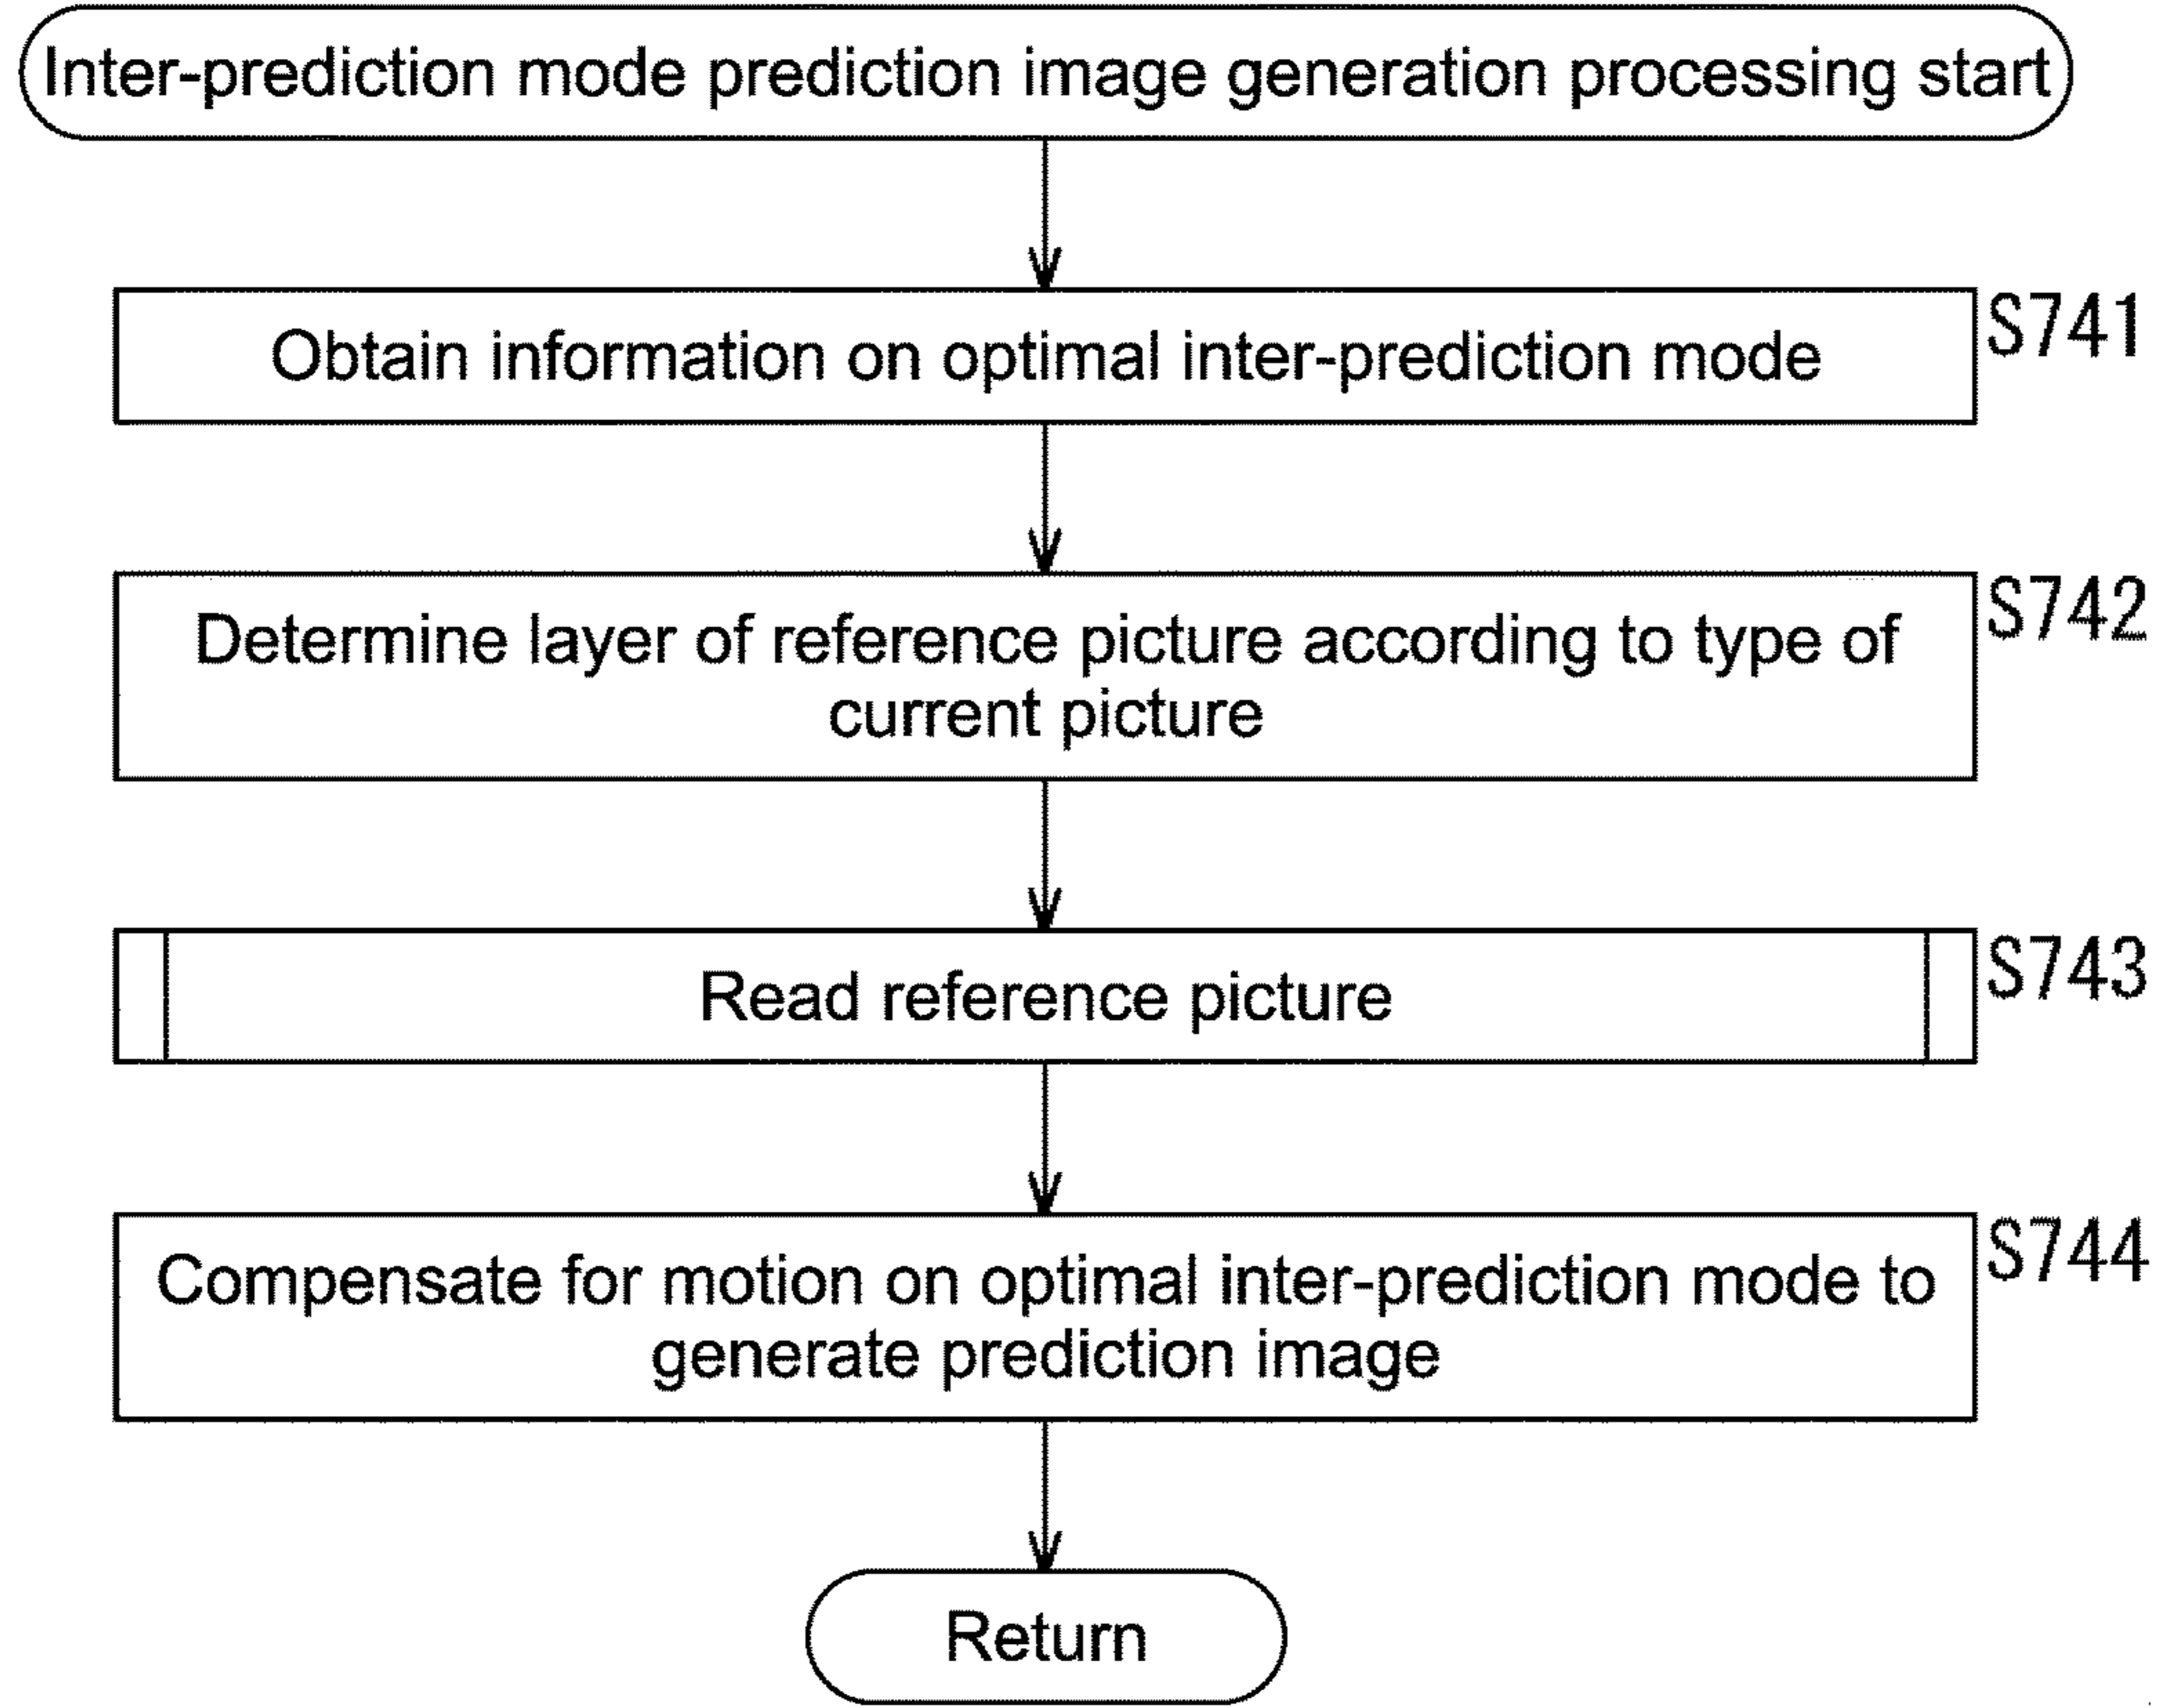 Inter-prediction mode prediction image generation processing start
Obtain information on optimal inter-prediction mode
S741
Determine layer of reference picture according to type of
current picture
S742
Read reference picture
S743
Compensate for motion on optimal inter-prediction mode to
generate prediction image
S744
Return